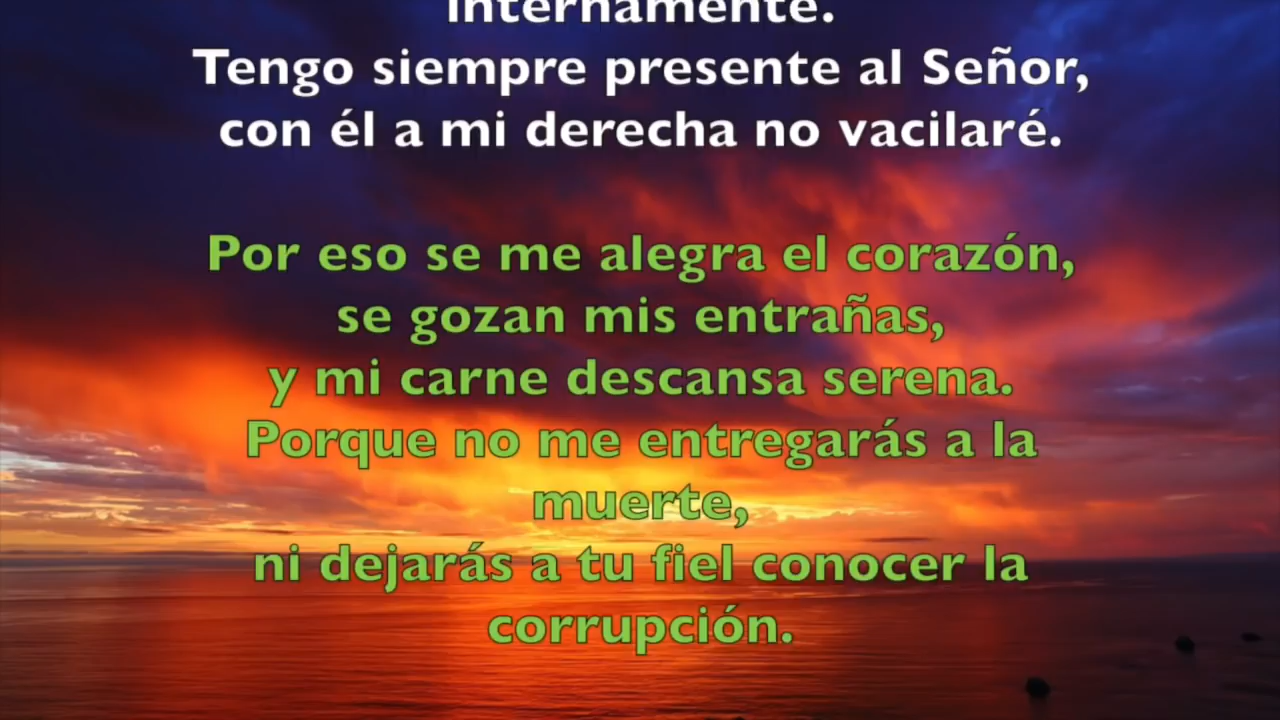 internamente.
Tengo siempre presente al Señor,
con él a mi derecha no vacilaré.
Por eso se me alegra el corazón,
se gozan mis entrañas,
y mi carne descansa serena.
Porque no me entregarás a la
muerte,
ni dejarás a tu fiel conocer la
corrupción.